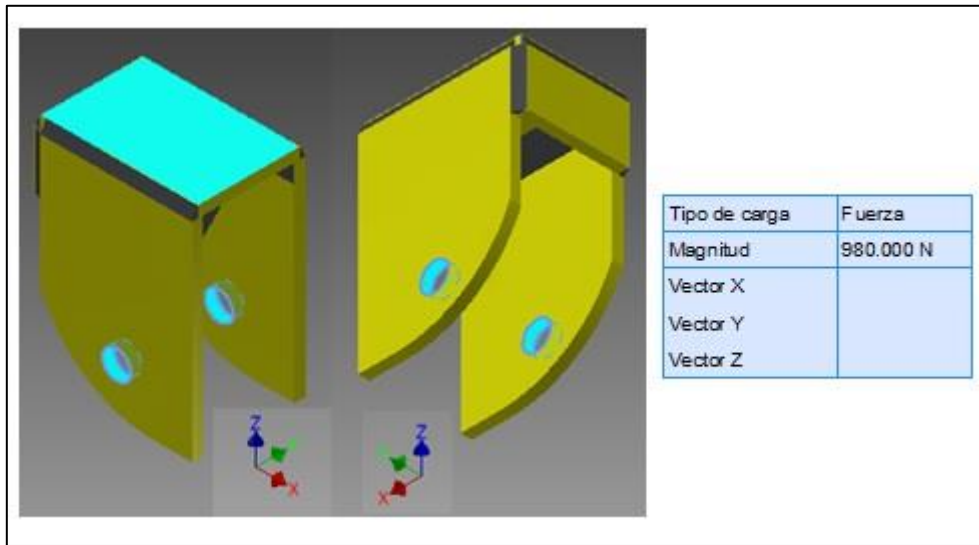 Z
X
Z
Tipo de carga Fuerza
Magnitud 980.000 N
Vector X
Vector Y
Vector Z